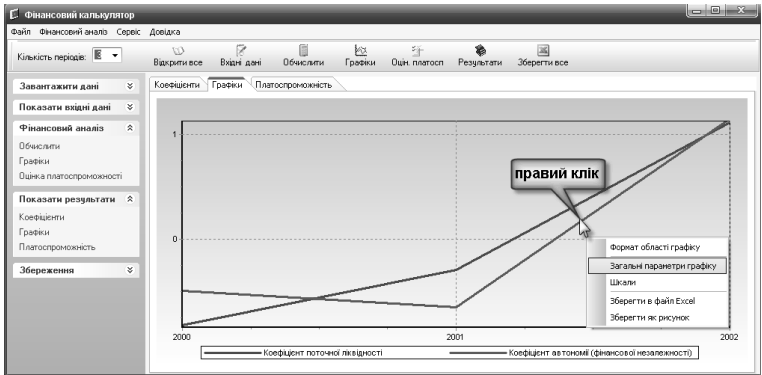 Фінансовий калькулятор
Файл Фінансовий аналіз Сервіс Довідка
Кількість періодів:
Відкрити все Вхідні дані Обчислити Графіки Оцін. платосп Результати Зберегти все
Завантажити дані
Показати вхідні дані
Фінансовий аналіз
Обчислити
Графіки
Оцінка платоспроможності
Показати результати
Коефіцієнти
Графіки
Платоспроможність
Збереження
Коефіцієнти Графіки Платоспроможність
1
0
2000 2001 2002
правий клік
Формат області графіку
Загальні параметри графіку
Шкали
Зберегти в файл Excel
Зберегти як рисунок
Коефіцієнт поточної ліквідності Коефіцієнт автономії (фінансової незалежності)